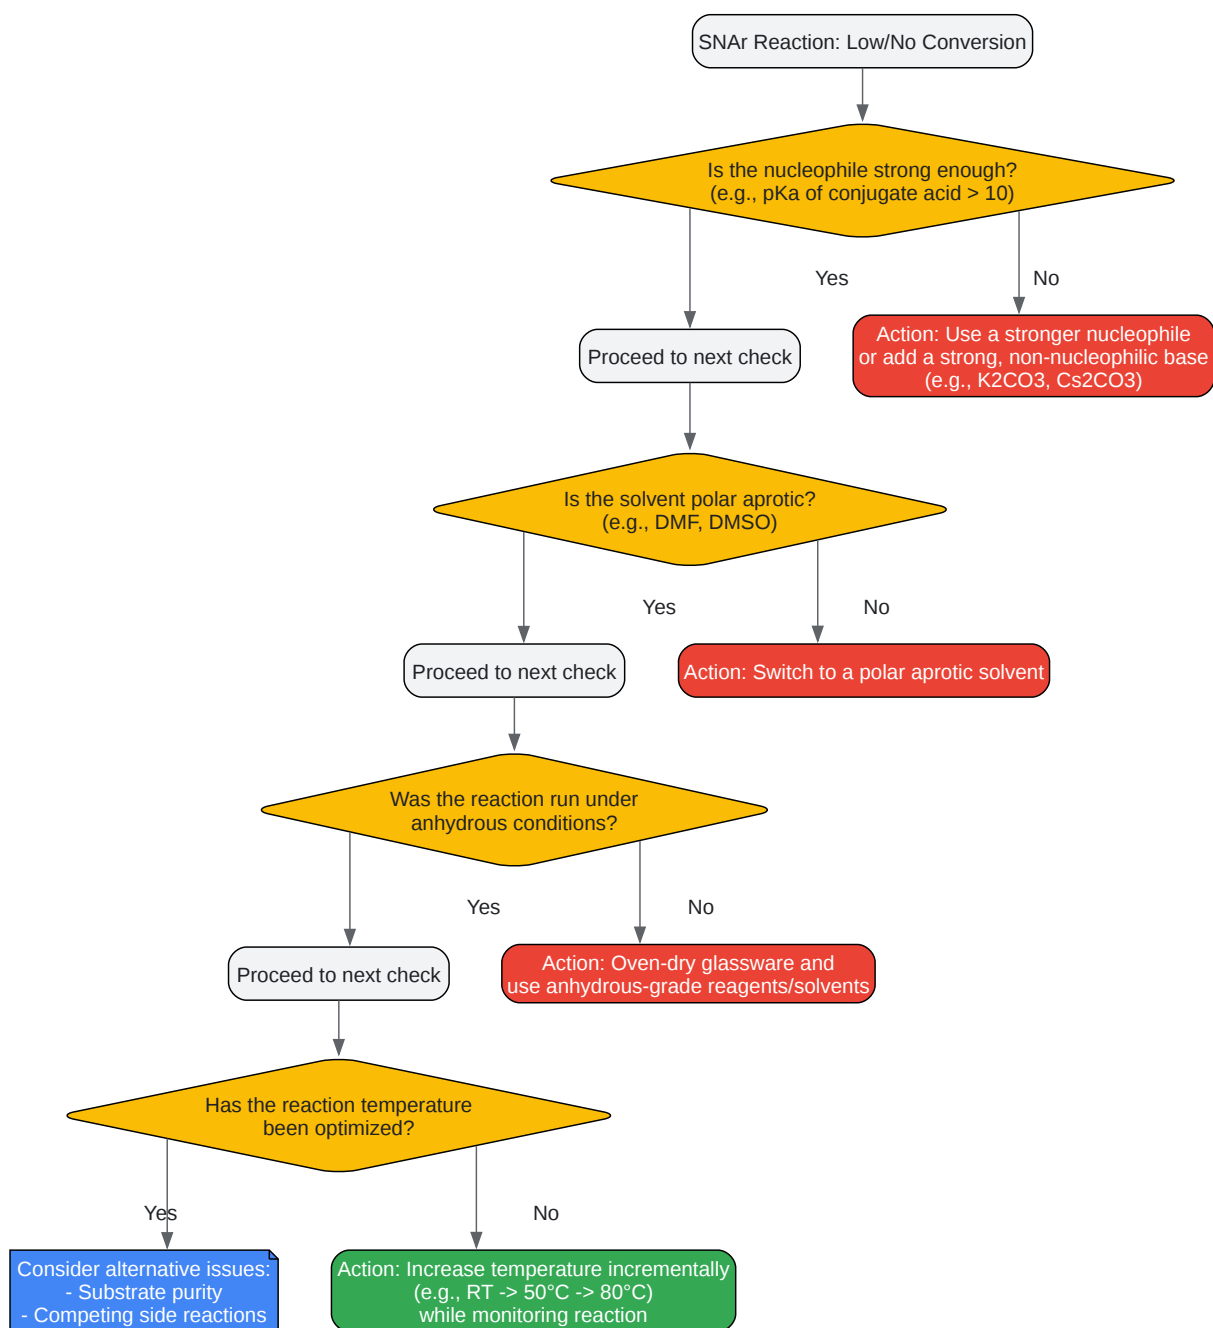 SNAr Reaction: Low/No Conversion
Is the nucleophile strong enough?
(e.g., pKa of conjugate acid > 10)
Yes
No
Proceed to next check
Action: Use a stronger nucleophile
or add a strong, non-nucleophilic base
(e.g., K2CO3, Cs2CO3)
Is the solvent polar aprotic?
(e.g., DMF, DMSO)
Yes
No
Proceed to next check
Action: Switch to a polar aprotic solvent
Was the reaction run under
anhydrous conditions?
Yes
No
Proceed to next check
Action: Oven-dry glassware and
use anhydrous-grade reagents/solvents
Has the reaction temperature
been optimized?
Yes
No
Consider alternative issues:
- Substrate purity
- Competing side reactions
Action: Increase temperature incrementally
(e.g., RT -> 50°C -> 80°C)
while monitoring reaction